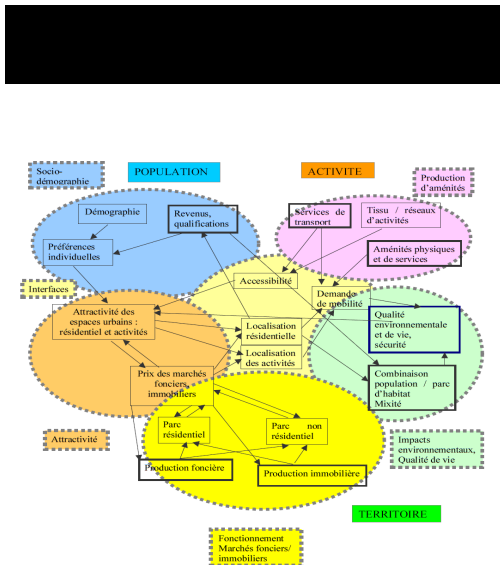 Socio-
démographie
POPULATION
ACTIVITE
Production
d’aménités
Démographie
Revenus,
qualifications
Services de
transport
Tissu / réseaux
d’activités
Préférences
individuelles
Aménités physiques
et de services
Interfaces
Accessibilité
Demande
de mobilité
Attractivité des
espaces urbains :
résidentiel et activités
Localisation
résidentielle
Qualité
environnementale
et de vie,
sécurité
Localisation
des activités
Prix des marchés
fonciers,
immobiliers
Combinaison
population / parc
d’habitat
Mixité
Parc
résidentiel
Parc non
résidentiel
Attractivité
Impacts
environnementaux,
Qualité de vie
Production foncière
Production immobilière
TERRITOIRE
Fonctionnement
Marchés fonciers/
immobiliers